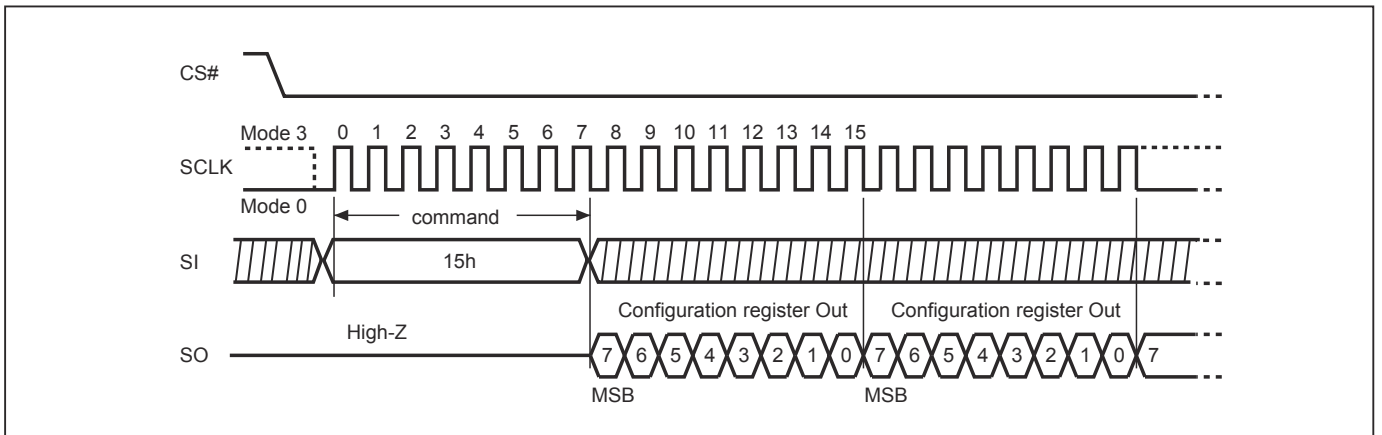 CS#
Mode 3 0 1 2 3 4 5 6 7 8 9 10 11 12 13 14 15
SCLK
Mode 0
command
SI 15h
Configuration register Out Configuration register Out
High-Z
SO 7 6 5 4 3 2 1 0 7 6 5 4 3 2 1 0 7
MSB MSB